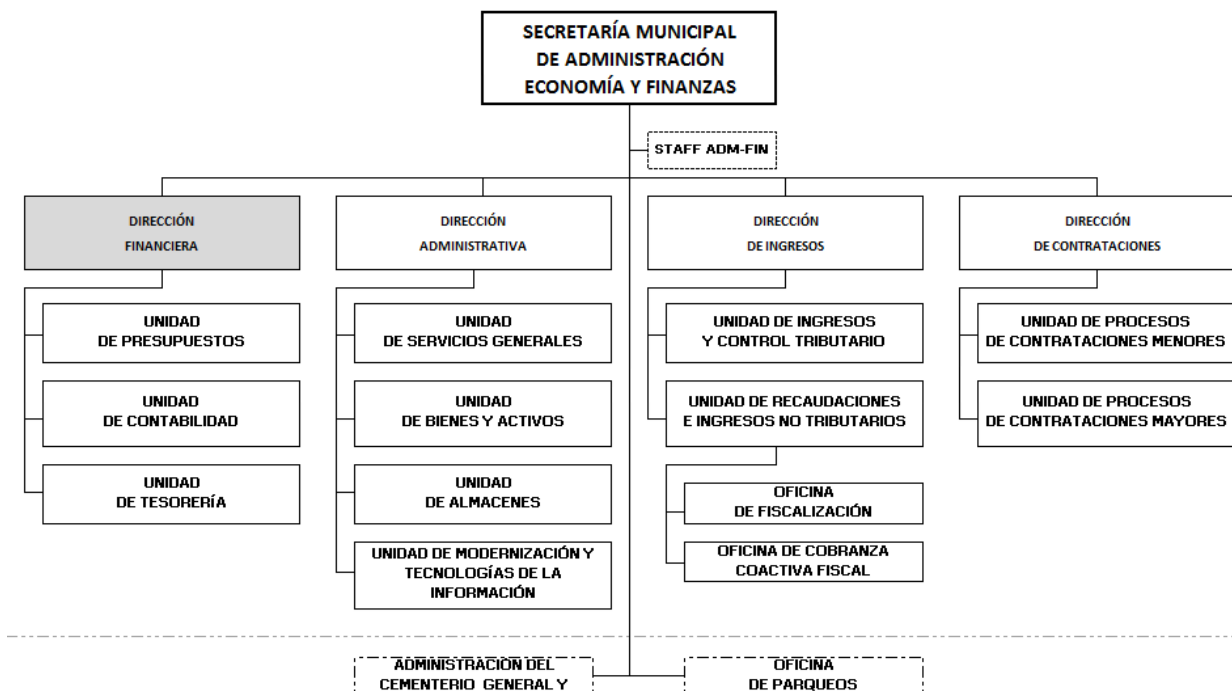 SECRETARÍA MUNICIPAL
DE ADMINISTRACIÓN
ECONOMÍA Y FINANZAS
STAFF ADM-FIN
DIRECCIÓN
FINANCIERA
DIRECCIÓN
ADMINISTRATIVA
DIRECCIÓN
DE INGRESOS
DIRECCIÓN
DE CONTRATACIONES
UNIDAD
DE PRESUPUESTOS
UNIDAD
DE CONTABILIDAD
UNIDAD
DE TESORERÍA
UNIDAD
DE SERVICIOS GENERALES
UNIDAD
DE BIENES Y ACTIVOS
UNIDAD
DE ALMACENES
UNIDAD DE MODERNIZACIÓN Y
TECNOLOGÍAS DE LA
INFORMACIÓN
UNIDAD DE INGRESOS
Y CONTROL TRIBUTARIO
UNIDAD DE RECAUDACIONES
E INGRESOS NO TRIBUTARIOS
OFICINA
DE FISCALIZACIÓN
OFICINA DE COBRANZA
COACTIVA FISCAL
UNIDAD DE PROCESOS
DE CONTRATACIONES MENORES
UNIDAD DE PROCESOS
DE CONTRATACIONES MAYORES
ADMINISTRACIÓN DEL
CEMENTERIO GENERAL Y
OFICINA
DE PARQUEOS